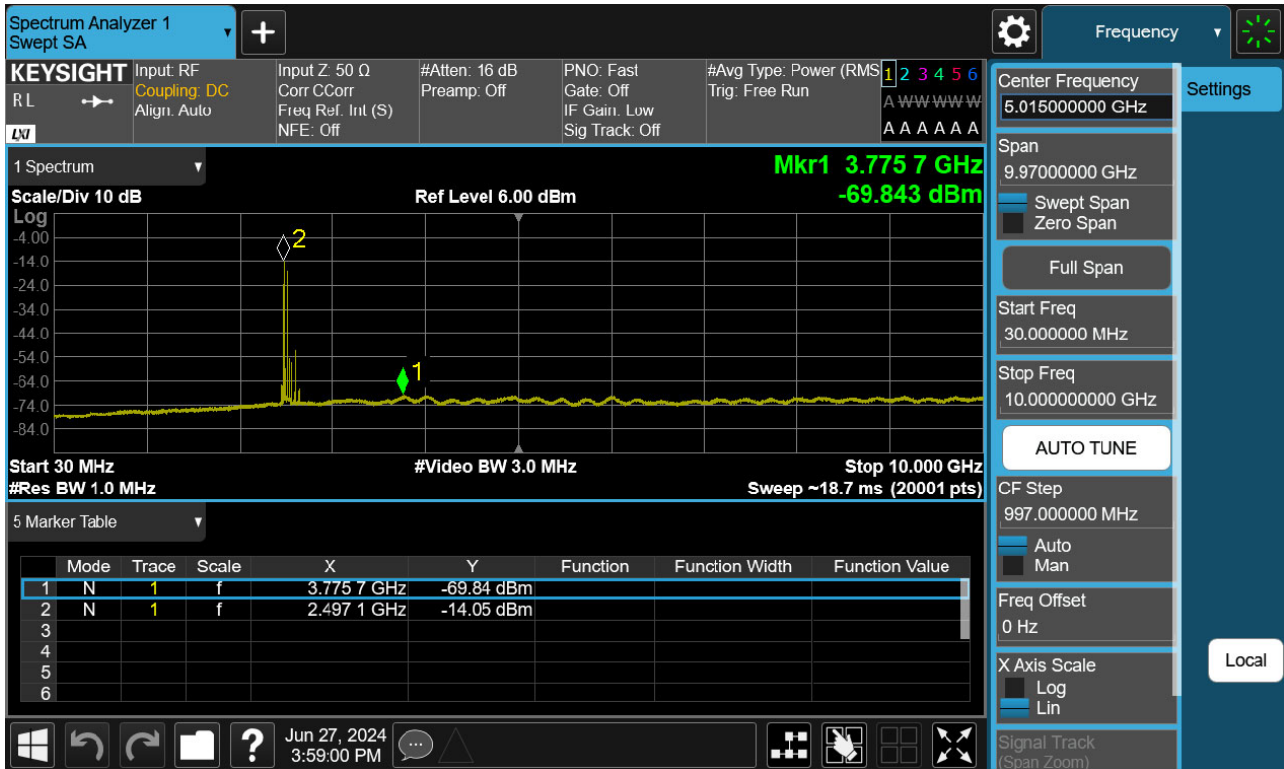 Spectrum Analyzer 1
Swept SA
+
Frequency
KEYSIGHT
RL
LXI
Input: RF
Coupling: DC
Align: Auto
Input Z: 50 Ω
Corr CCorr
Freq Ref: Int (S)
NFE: Off
#Atten: 16 dB
Preamp: Off
PNO: Fast
Gate: Off
IF Gain: Low
Sig Track: Off
#Avg Type: Power (RMS
Trig: Free Run
1 2 3 4 5 6
A W W W W W
A A A A A A
1 Spectrum
Mkr1 3.775 7 GHz
-69.843 dBm
Scale/Div 10 dB
Ref Level 6.00 dBm
Log
-4.00
-14.0
-24.0
-34.0
-44.0
-54.0
-64.0
-74.0
-84.0
2
1
Start 30 MHz
#Video BW 3.0 MHz
Stop 10.000 GHz
#Res BW 1.0 MHz
Sweep ~18.7 ms (20001 pts)
5 Marker Table
Mode Trace Scale X Y Function Function Width Function Value
1 N 1 f 3.775 7 GHz -69.84 dBm
2 N 1 f 2.497 1 GHz -14.05 dBm
3
4
5
6
?
Jun 27, 2024
3:59:00 PM
Center Frequency
5.015000000 GHz
Settings
Span
9.97000000 GHz
Swept Span
Zero Span
Full Span
Start Freq
30.000000 MHz
Stop Freq
10.000000000 GHz
AUTO TUNE
CF Step
997.000000 MHz
Auto
Man
Freq Offset
0 Hz
X Axis Scale
Log
Lin
Local
Signal Track
(Span Zoom)